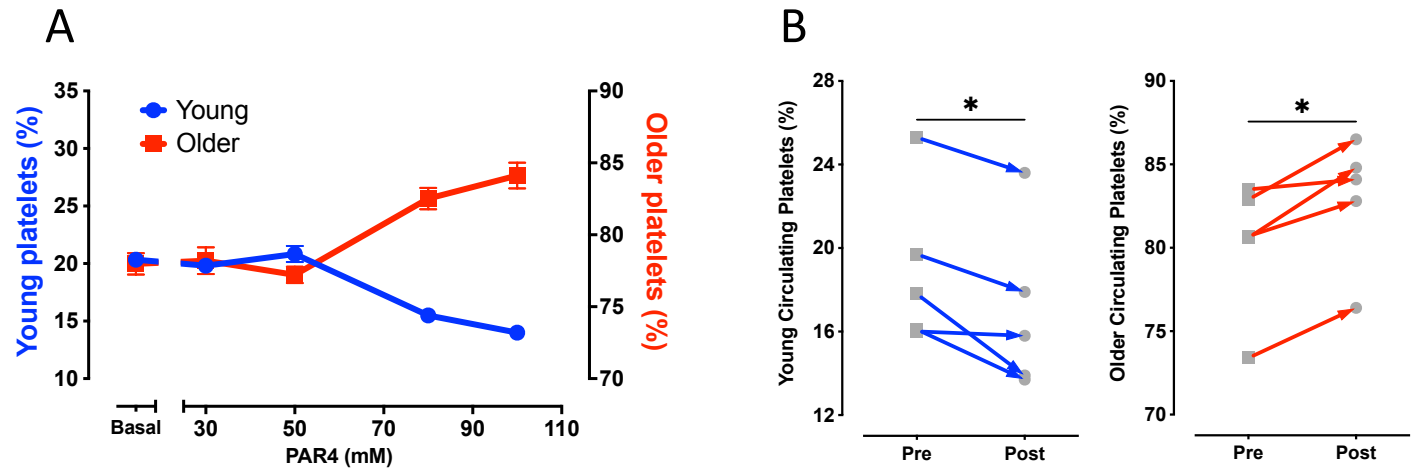 A
Young platelets (%)
35
30
25
20
15
10
Young
Older
90
85
80
75
70
Older platelets (%)
Basal
30
50
70
90
110
PAR4 (mM)
B
Young Circulating Platelets (%)
28
24
20
16
12
*
Pre
Post
Older Circulating Platelets (%)
90
85
80
75
70
*
Pre
Post